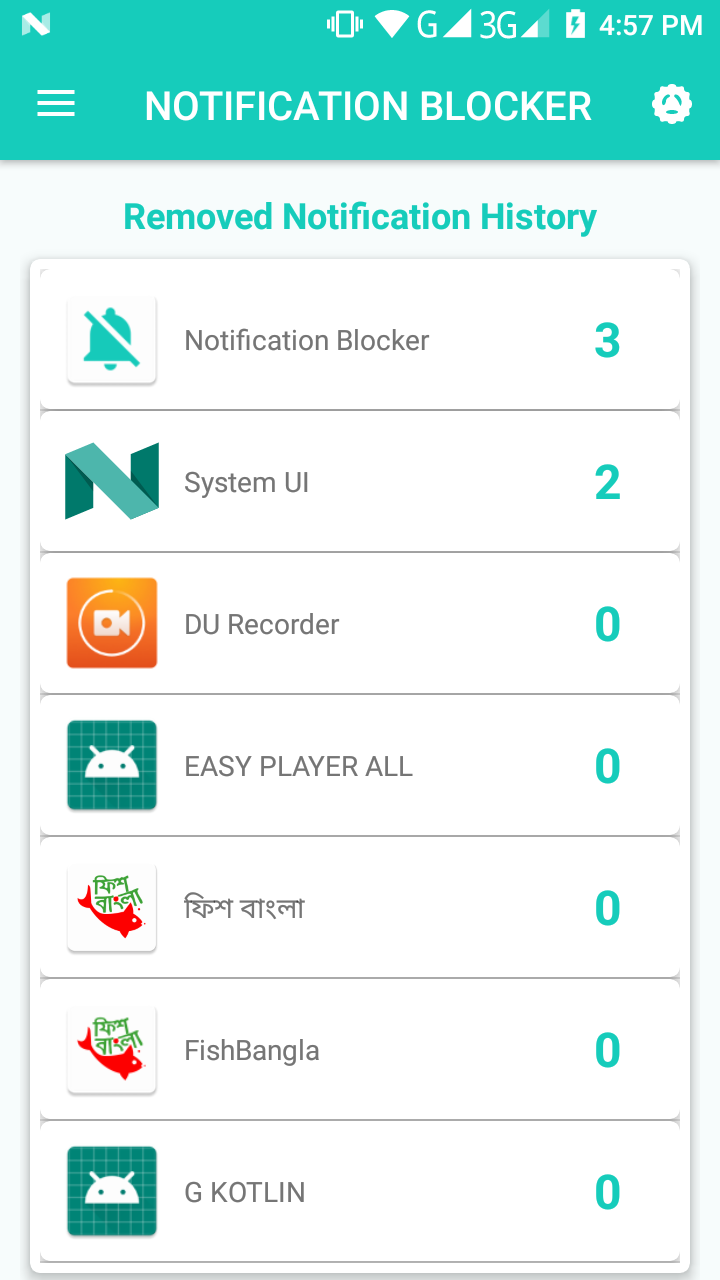 G 3G 4:57 PM
NOTIFICATION BLOCKER
Removed Notification History
Notification Blocker 3
System UI 2
DU Recorder 0
EASY PLAYER ALL 0
ফিশ
বাংলা
ফিশ বাংলা 0
ফিশ
বাংলা
FishBangla 0
G KOTLIN 0